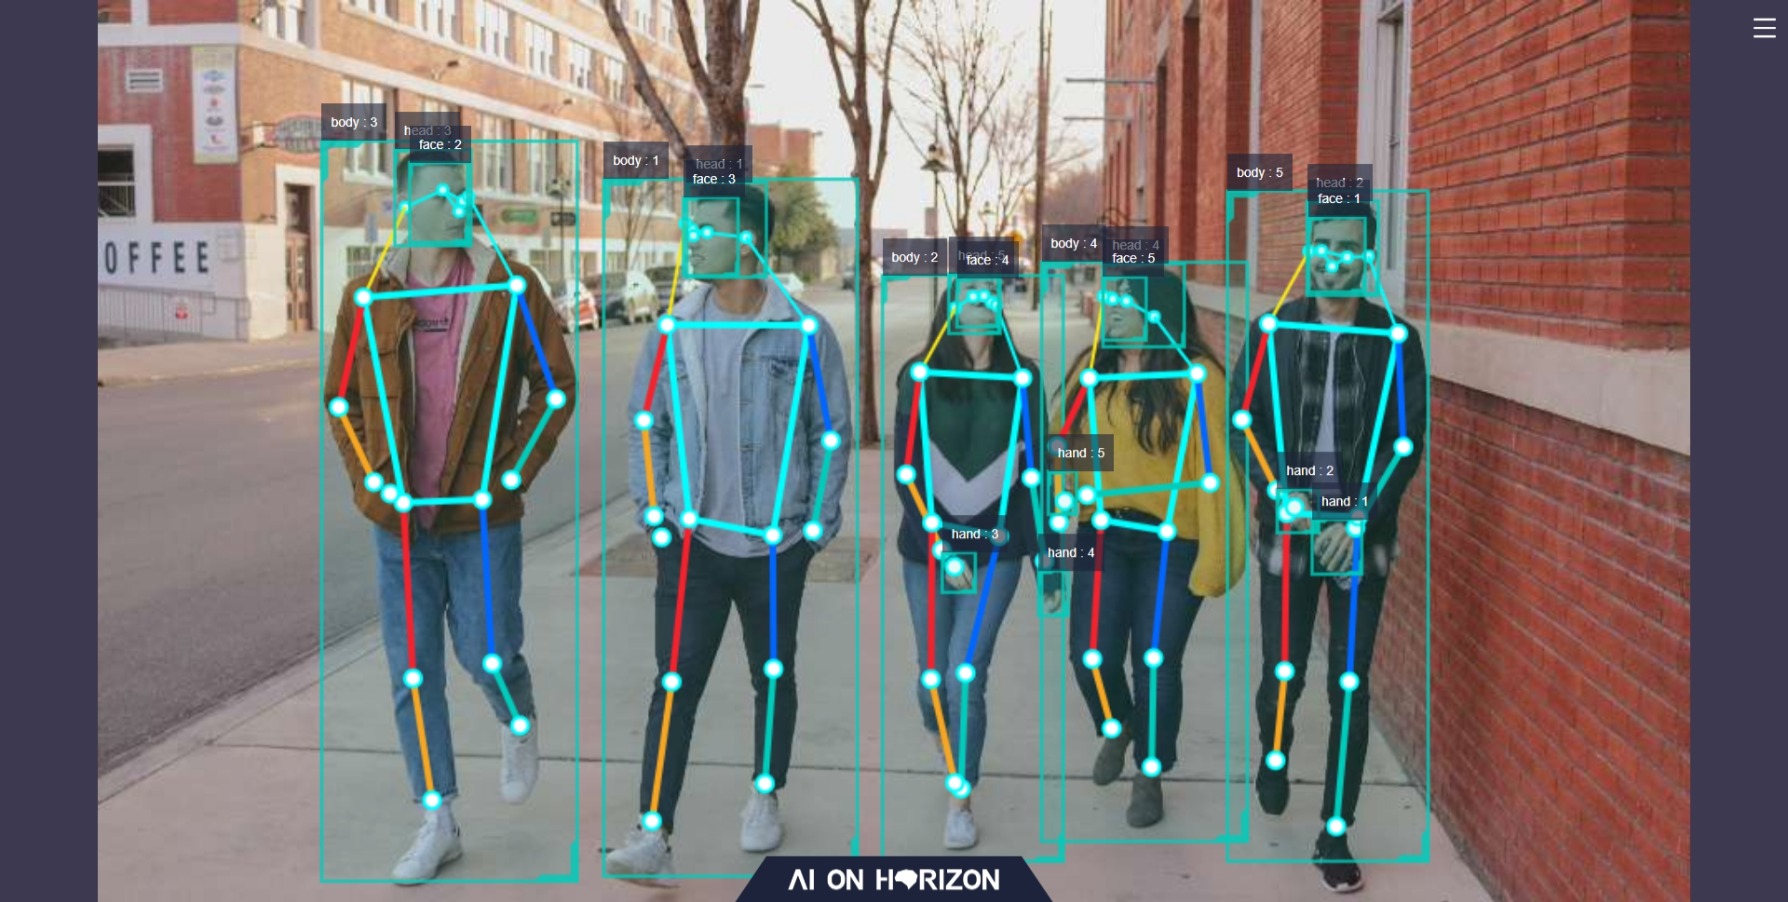 body : 3
head : 3
face : 2
body : 1
head : 1
face : 3
body : 2
face : 4
body : 4
head : 4
face : 5
body : 5
head : 2
face : 1
OFFEE
hand : 5
hand : 2
hand : 1
hand : 3
hand : 4
AI ON HORIZON